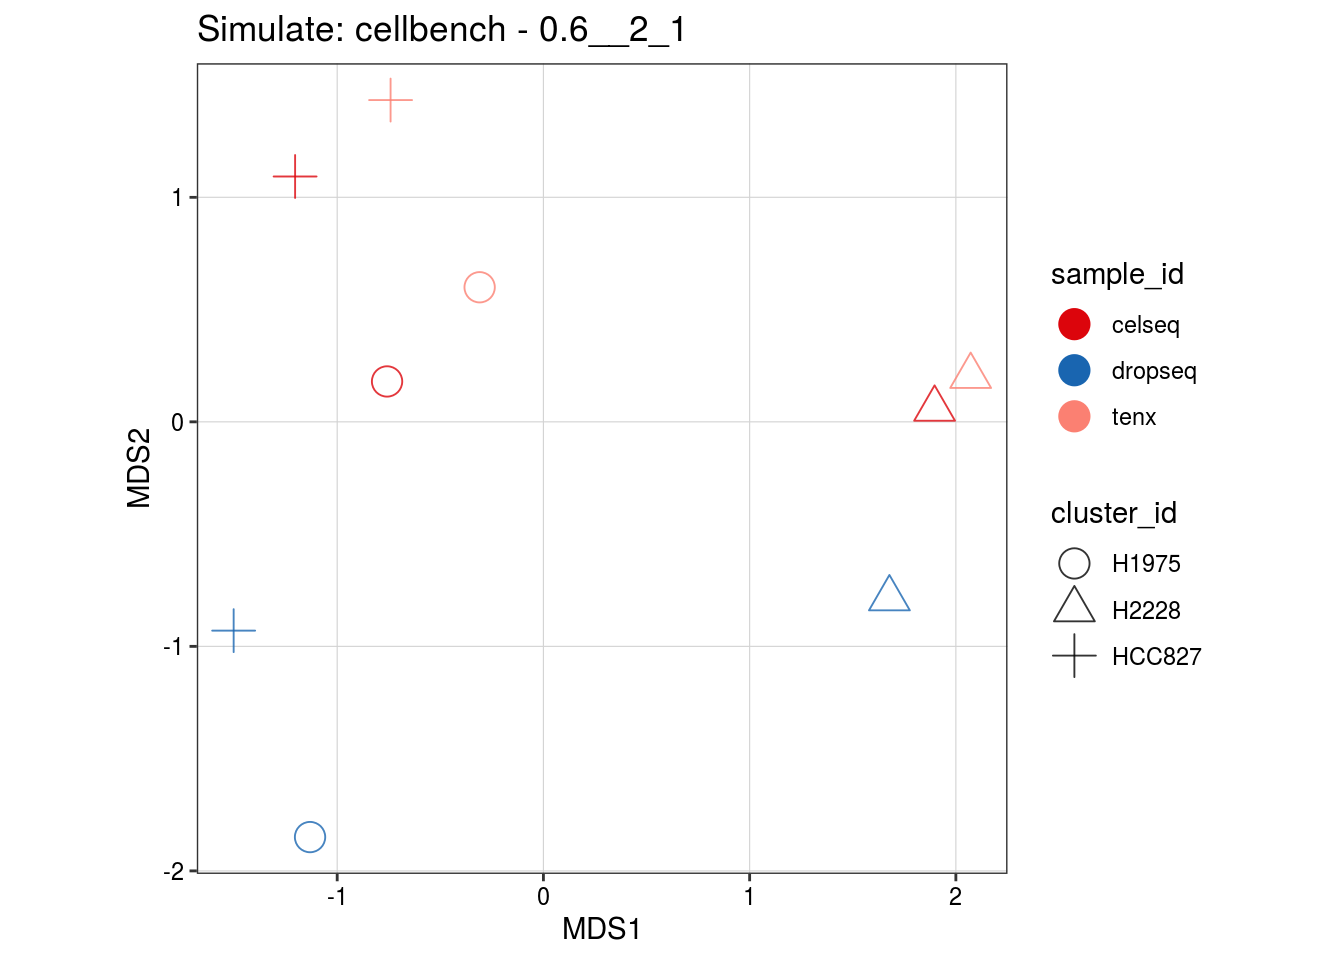 Simulate: cellbench - 0.6__2_1
1
0
-1
-2
MDS2
-1
0
1
2
MDS1
sample_id
celseq
dropseq
tenx
cluster_id
H1975
H2228
HCC827